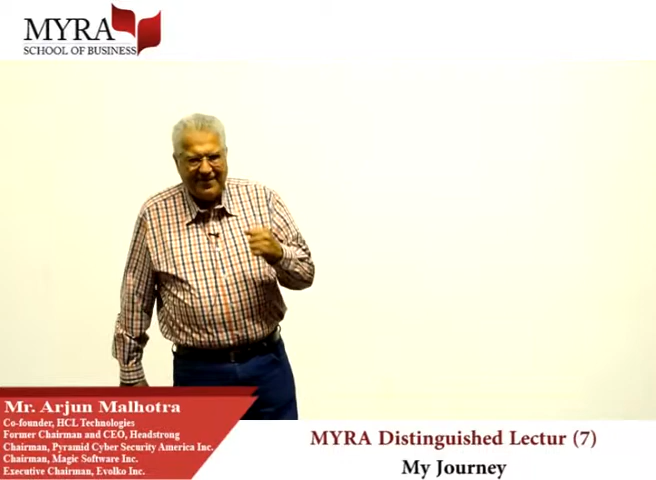 MYRA
SCHOOL OF BUSINESS
Mr. Arjun Malhotra
Co-founder, HCL Technologies
Former Chairman and CEO, Headstrong
Chairman, Pyramid Cyber Security America Inc.
Chairman, Magic Software Inc.
Executive Chairman, Evolko Inc.
MYRA Distinguished Lectur (7)
My Journey